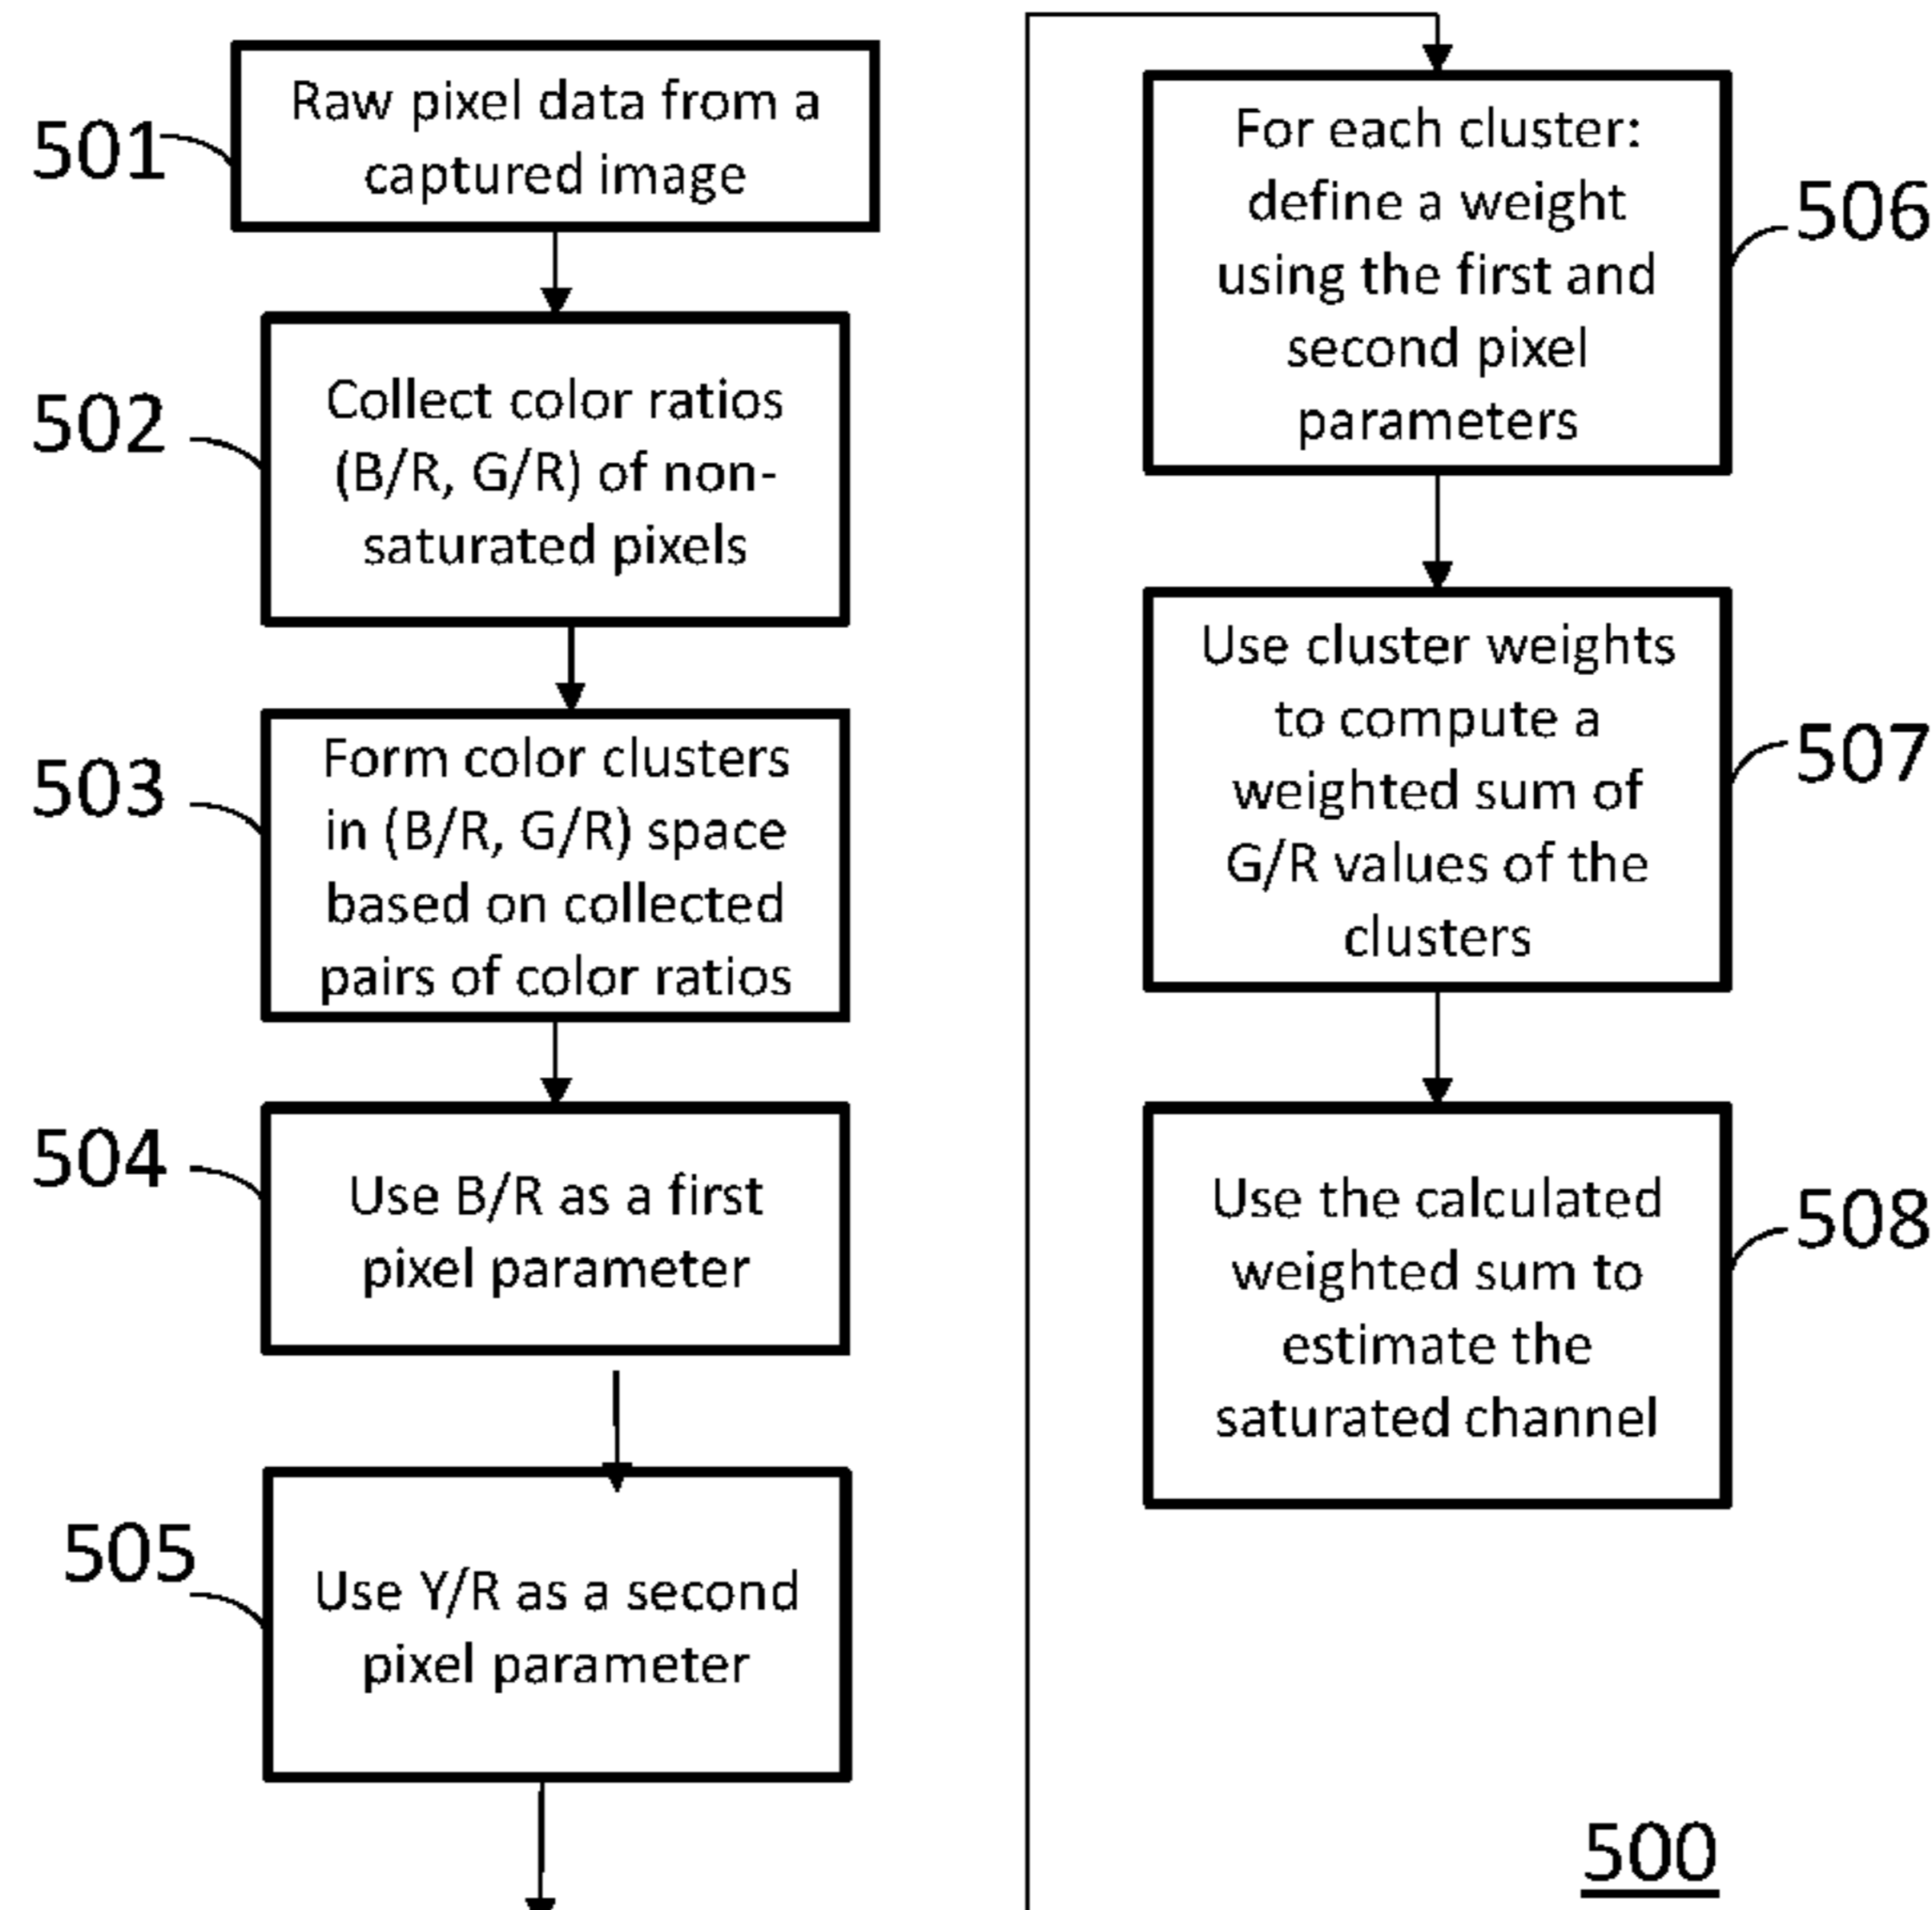 501
Raw pixel data from a
captured image
502
Collect color ratios
(B/R, G/R) of non-
saturated pixels
503
Form color clusters
in (B/R, G/R) space
based on collected
pairs of color ratios
504
Use B/R as a first
pixel parameter
505
Use Y/R as a second
pixel parameter
For each cluster:
define a weight
using the first and
second pixel
parameters
506
Use cluster weights
to compute a
weighted sum of
G/R values of the
clusters
507
Use the calculated
weighted sum to
estimate the
saturated channel
508
500